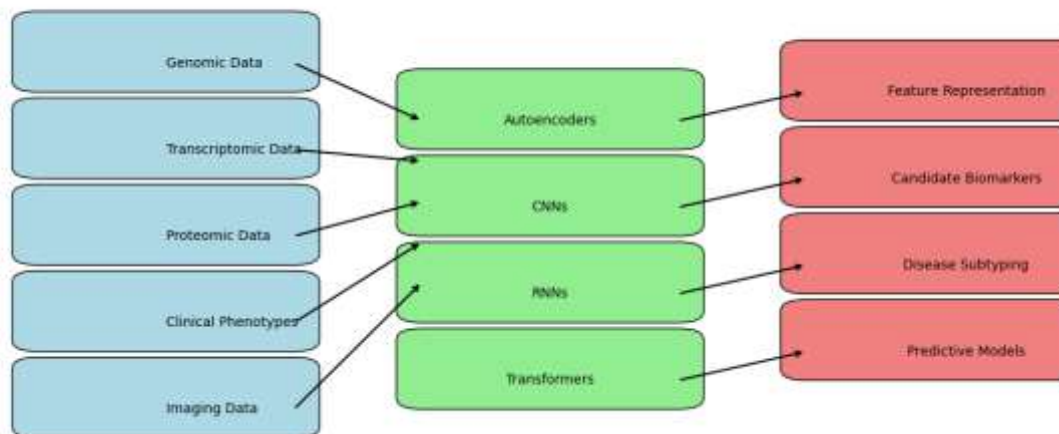 Genomic Data
Transcriptomic Data
Proteomic Data
Clinical Phenotypes
Imaging Data
Autoencoders
CNNs
RNNs
Transformers
Feature Representation
Candidate Biomarkers
Disease Subtyping
Predictive Models